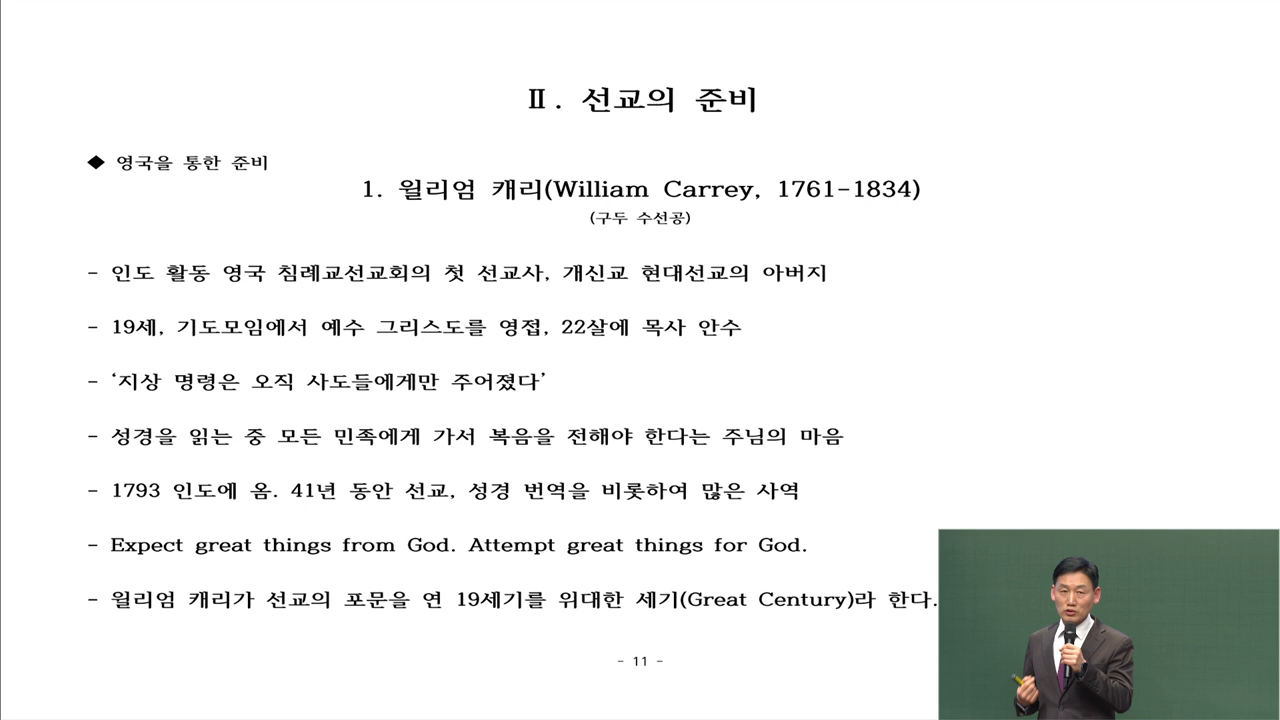 Ⅱ. 선교의 준비
◆ 영국을 통한 준비
1. 윌리엄 캐리(William Carrey, 1761-1834)
(구두 수선공)
- 인도 활동 영국 침례교선교회의 첫 선교사, 개신교 현대선교의 아버지
- 19세, 기도모임에서 예수 그리스도를 영접, 22살에 목사 안수
- ‘지상 명령은 오직 사도들에게만 주어졌다’
- 성경을 읽는 중 모든 민족에게 가서 복음을 전해야 한다는 주님의 마음
- 1793 인도에 옴. 41년 동안 선교, 성경 번역을 비롯하여 많은 사역
- Expect great things from God. Attempt great things for God.
- 윌리엄 캐리가 선교의 포문을 연 19세기를 위대한 세기(Great Century)라 한다.
- 11 -